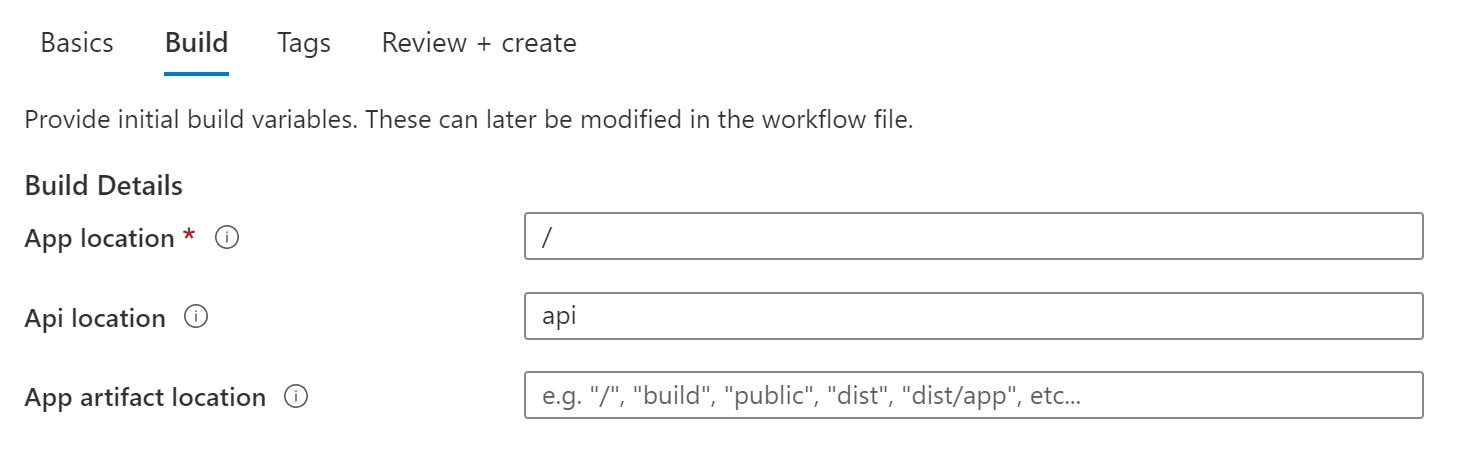 Basics Build Tags Review + create
Provide initial build variables. These can later be modified in the workflow file.
Build Details
App location * /
Api location api
App artifact location e.g. "/", "build", "public", "dist", "dist/app", etc...